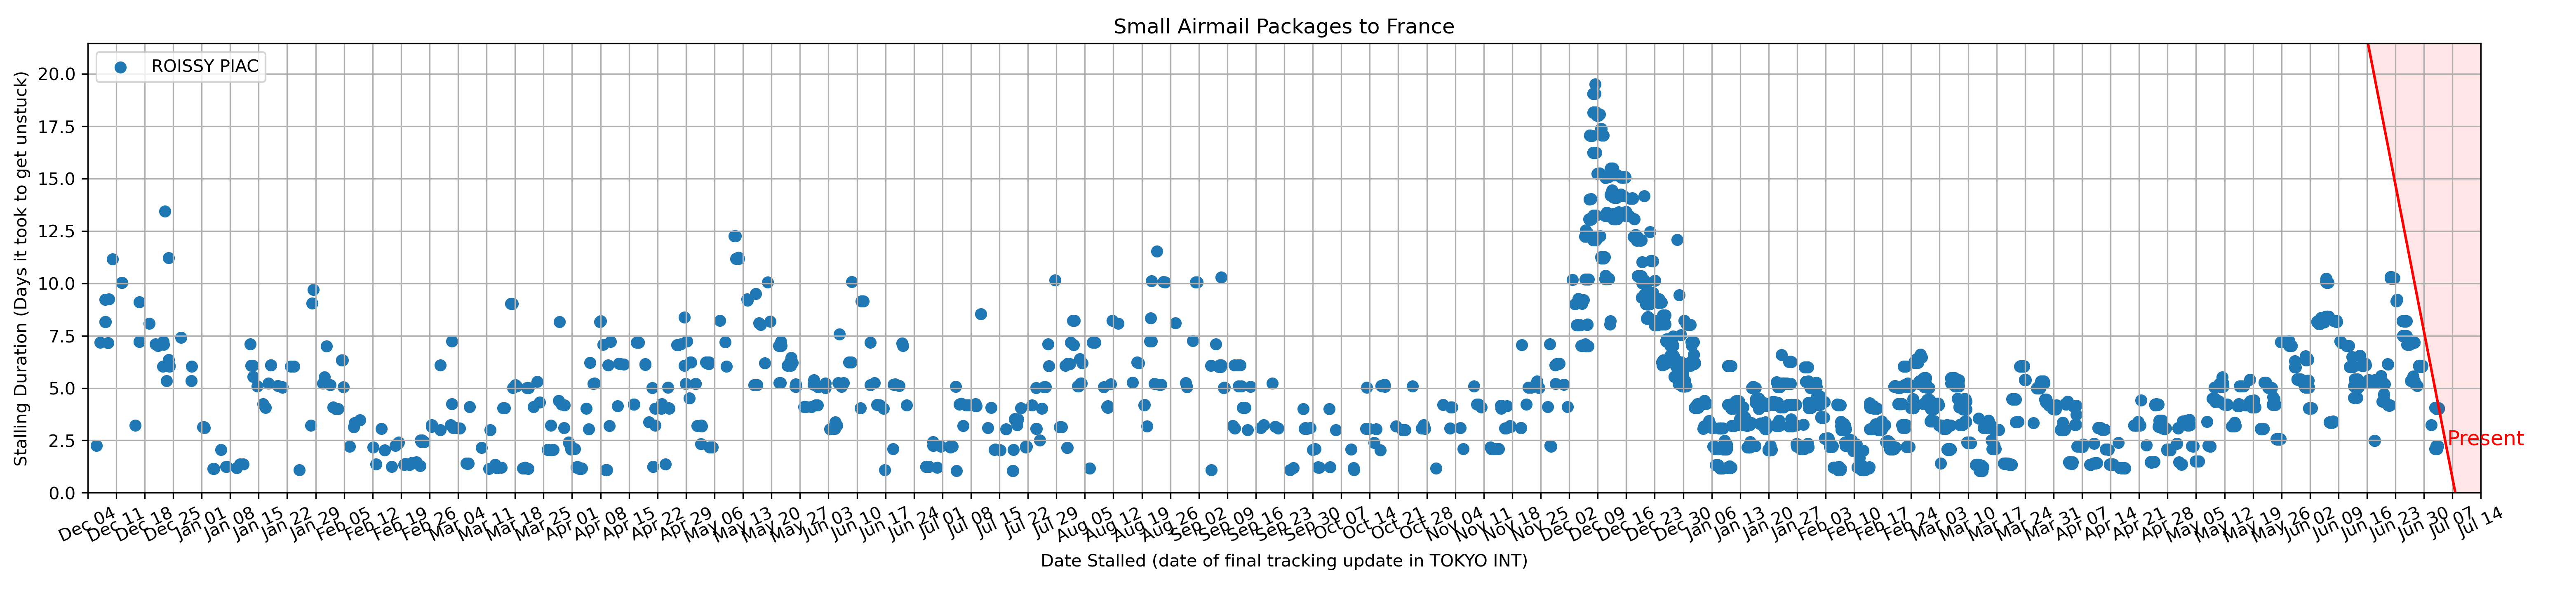 Small Airmail Packages to France
ROISSY PIAC
Stalling Duration (Days it took to get unstuck)
20.0
17.5
15.0
12.5
10.0
7.5
5.0
2.5
0.0
Present
Dec 04
Dec 11
Dec 18
Dec 25
Jan 01
Jan 08
Jan 15
Jan 22
Jan 29
Feb 05
Feb 12
Feb 19
Feb 26
Mar 04
Mar 11
Mar 18
Mar 25
Apr 01
Apr 08
Apr 15
Apr 22
Apr 29
May 06
May 13
May 20
May 27
Jun 03
Jun 10
Jun 17
Jun 24
Jul 01
Jul 08
Jul 15
Jul 22
Jul 29
Aug 05
Aug 12
Aug 19
Aug 26
Sep 02
Sep 09
Sep 16
Sep 23
Sep 30
Oct 07
Oct 14
Oct 21
Oct 28
Nov 04
Nov 11
Nov 18
Nov 25
Dec 02
Dec 09
Dec 16
Dec 23
Dec 30
Jan 06
Jan 13
Jan 20
Jan 27
Feb 03
Feb 10
Feb 17
Feb 24
Mar 03
Mar 10
Mar 17
Mar 24
Mar 31
Apr 07
Apr 14
Apr 21
Apr 28
May 05
May 12
May 19
May 26
Jun 02
Jun 09
Jun 16
Jun 23
Jun 30
Jul 07
Jul 14
Date Stalled (date of final tracking update in TOKYO INT)